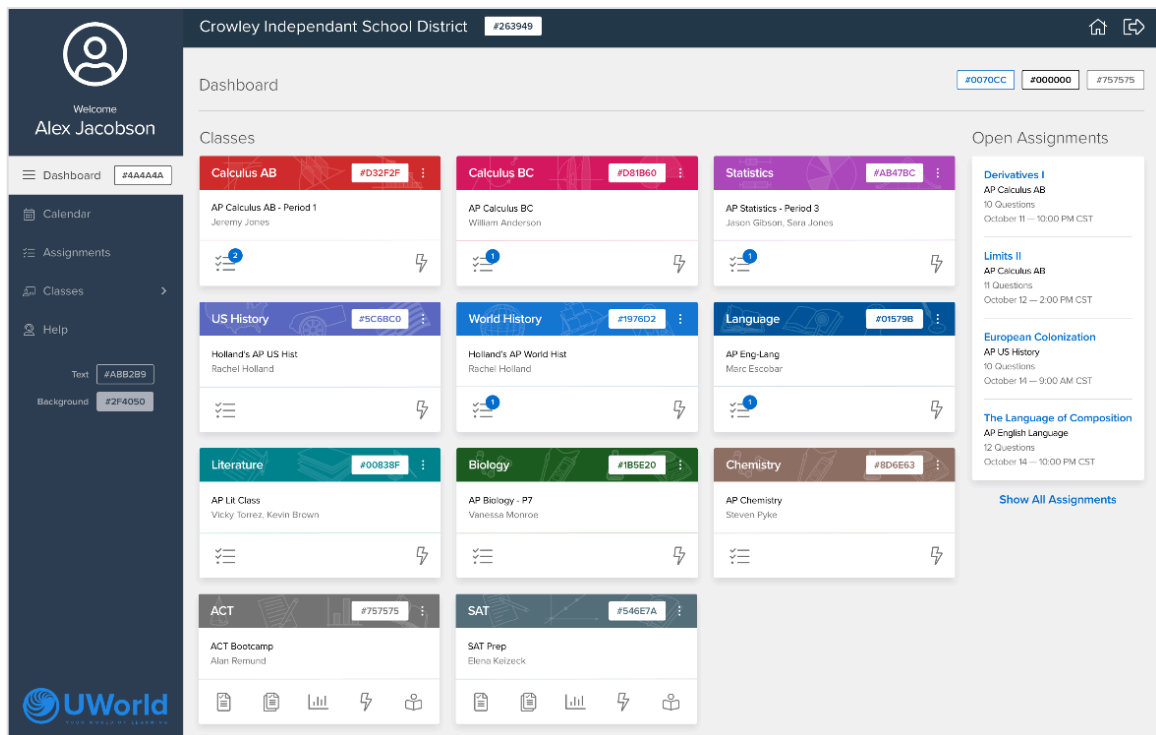 Crowley Independant School District #263949
Welcome
Alex Jacobson
Dashboard #4A4A4A
Calendar
Assignments
Classes
Help
Text #ABB2B9
Background #2F4050
UWorld
Dashboard
#0070CC #000000 #757575
Classes
Calculus AB #D32F2F
AP Calculus AB - Period 1
Jeremy Jones
2
Calculus BC #D81B60
AP Calculus BC
William Anderson
1
Statistics #AB47BC
AP Statistics - Period 3
Jason Gibson, Sara Jones
1
US History #5C6BC0
Holland's AP US Hist
Rachel Holland
World History #1976D2
Holland's AP World Hist
Rachel Holland
1
Language #01579B
AP Eng-Lang
Marc Escobar
1
Literature #00838F
AP Lit Class
Vicky Torrez, Kevin Brown
Biology #1B5E20
AP Biology - P7
Vanessa Monroe
Chemistry #8D6E63
AP Chemistry
Steven Pyke
ACT #757575
ACT Bootcamp
Alan Remund
SAT #546E7A
SAT Prep
Elena Keizeck
Open Assignments
Derivatives I
AP Calculus AB
10 Questions
October 11 — 10:00 PM CST
Limits II
AP Calculus AB
11 Questions
October 12 — 2:00 PM CST
European Colonization
AP US History
10 Questions
October 14 — 9:00 AM CST
The Language of Composition
AP English Language
12 Questions
October 14 — 10:00 PM CST
Show All Assignments